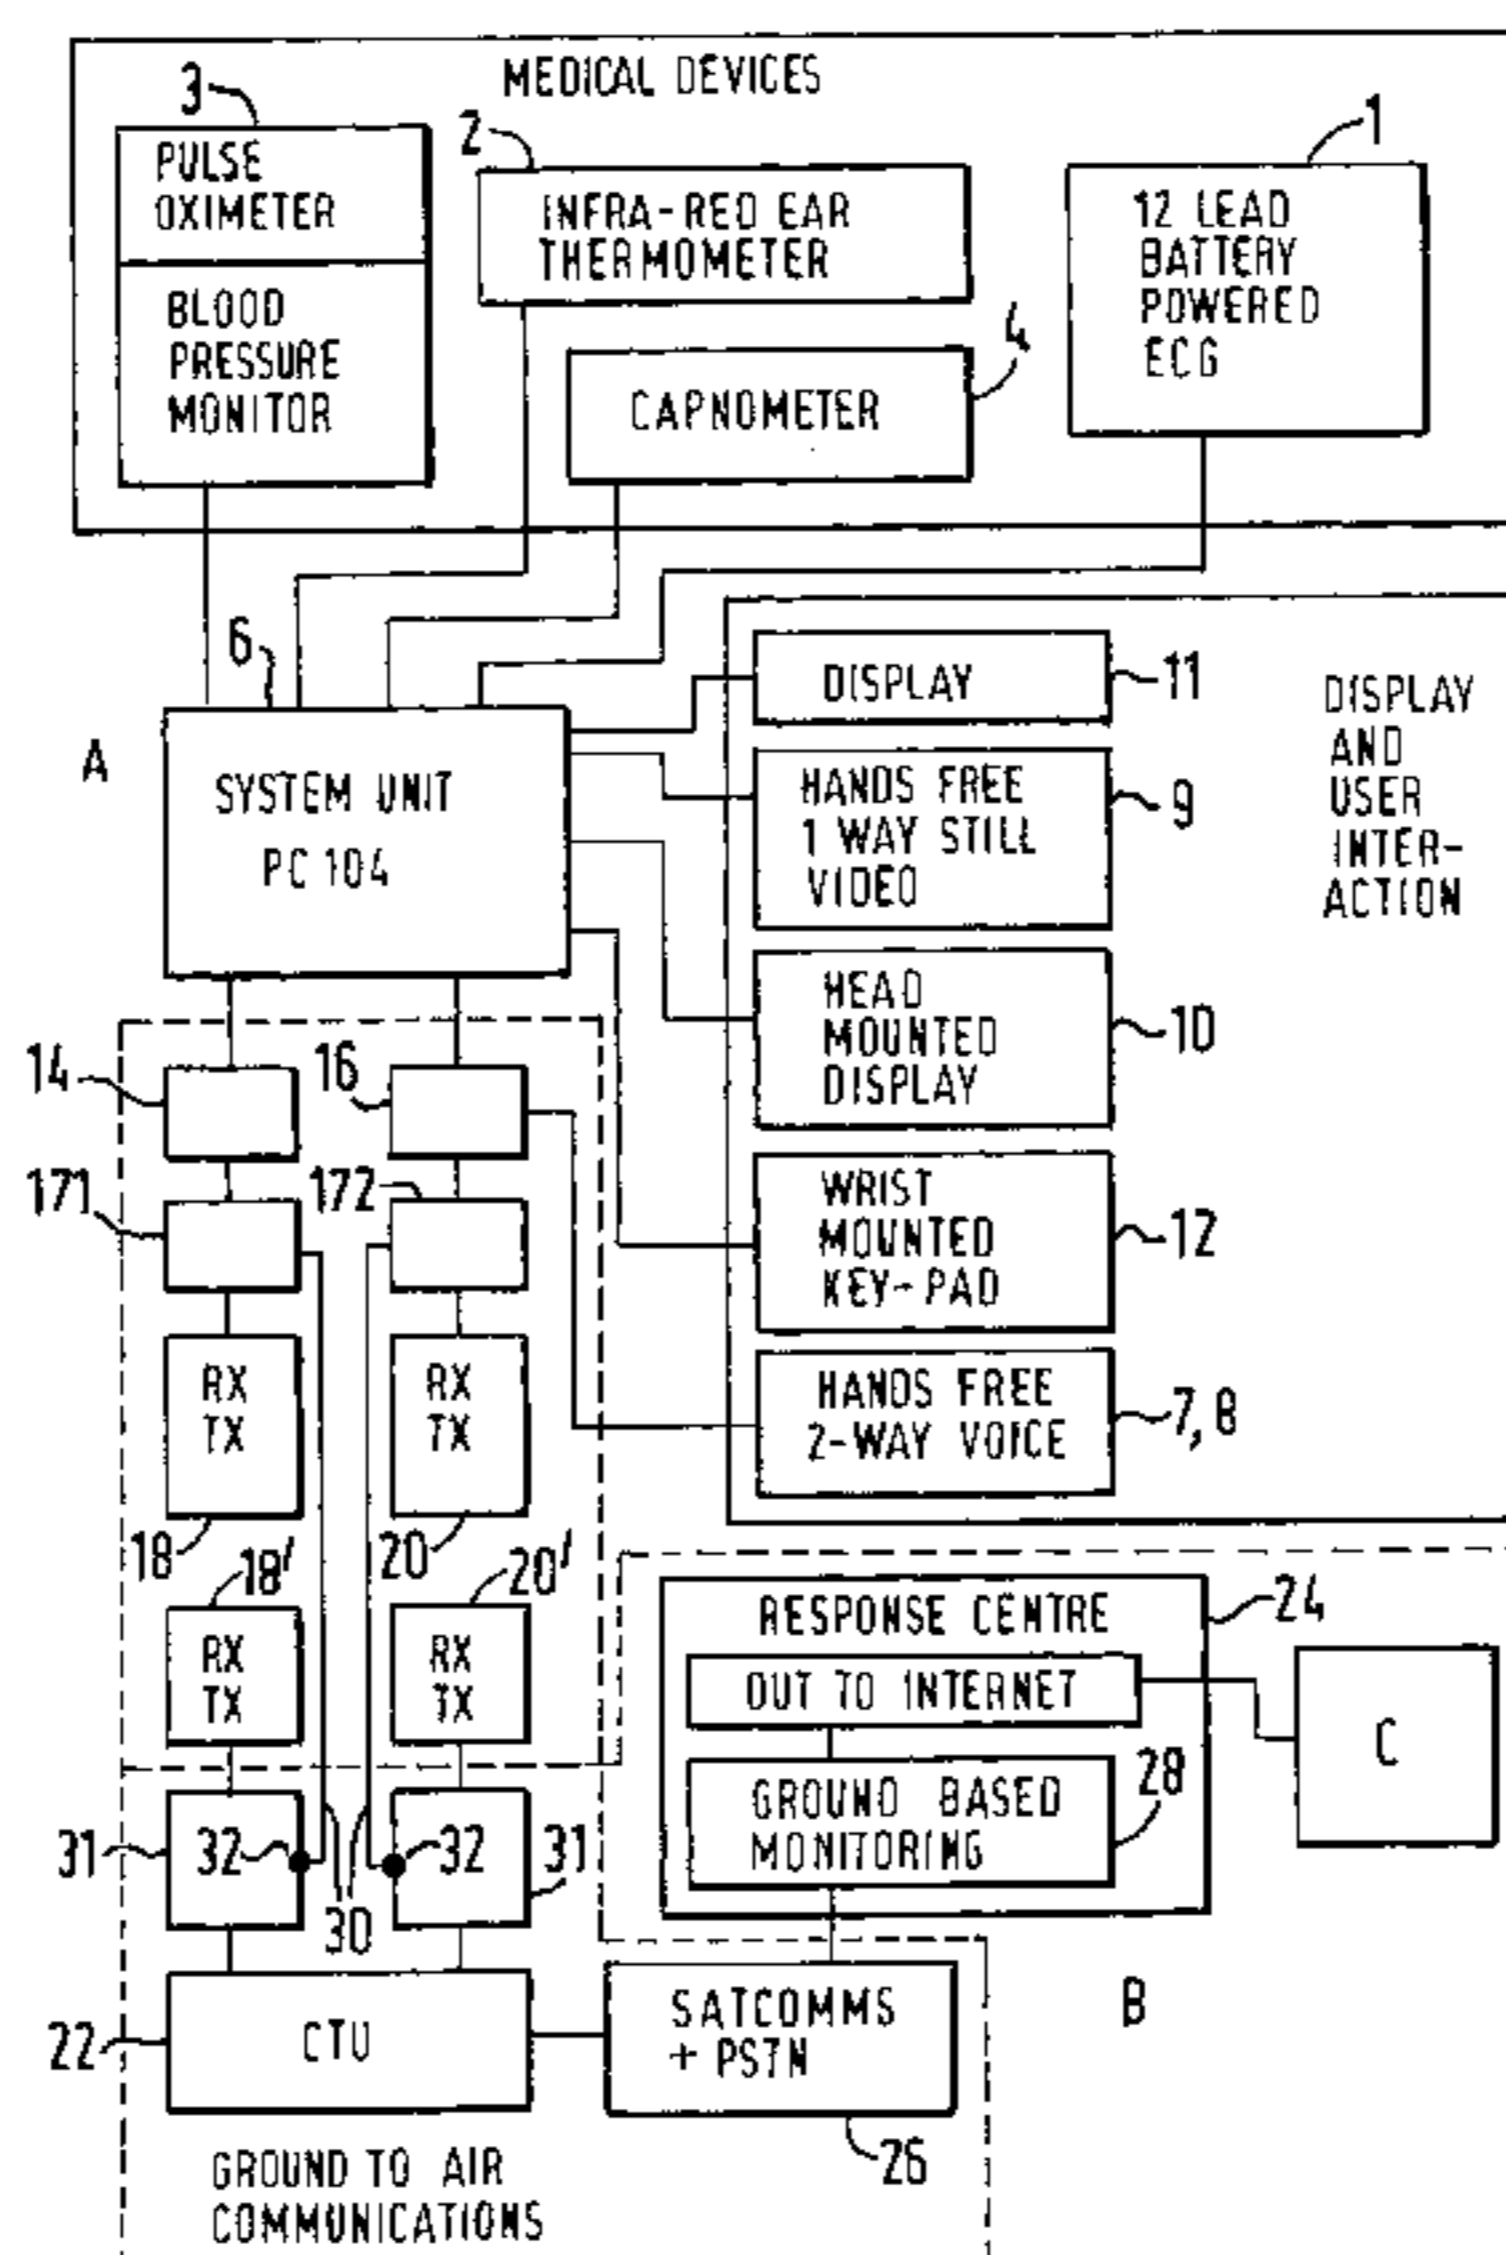 MEDICAL DEVICES
3
PULSE
OXIMETER
BLOOD
PRESSURE
MONITOR
2
INFRA-RED EAR
THERMOMETER
4
CAPNOMETER
1
12 LEAD
BATTERY
POWERED
ECG
6
A
SYSTEM UNIT
PC 104
DISPLAY
11
HANDS FREE
1 WAY STILL
VIDEO
9
HEAD
MOUNTED
DISPLAY
10
WRIST
MOUNTED
KEY-PAD
12
HANDS FREE
2-WAY VOICE
7, 8
DISPLAY
AND
USER
INTER-
ACTION
14
16
171
172
RX
TX
18
RX
TX
20
18'
RX
TX
20'
RX
TX
31
32
32
31
30
22
CTU
RESPONSE CENTRE
24
OUT TO INTERNET
GROUND BASED
MONITORING
28
C
SATCOMMS
+ PSTN
26
B
GROUND TO AIR
COMMUNICATIONS